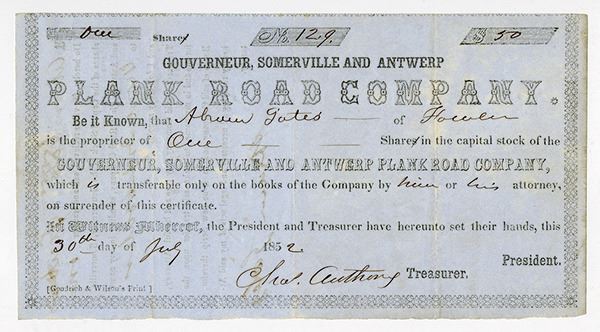 One Share No. 129. $ 50
GOUVERNEUR, SOMERVILLE AND ANTWERP
PLANK ROAD COMPANY.
Be it Known, that Abram Gates of Fowler
is the proprietor of One Share in the capital stock of the
GOUVERNEUR, SOMERVILLE AND ANTWERP PLANK ROAD COMPANY,
which is transferable only on the books of the Company by him or his attorney,
on surrender of this certificate.
In Witness Whereof, the President and Treasurer have hereunto set their hands, this
30th day of July 1852
President.
Chas. Anthony Treasurer.
[Goodrich & Wilson's Print]